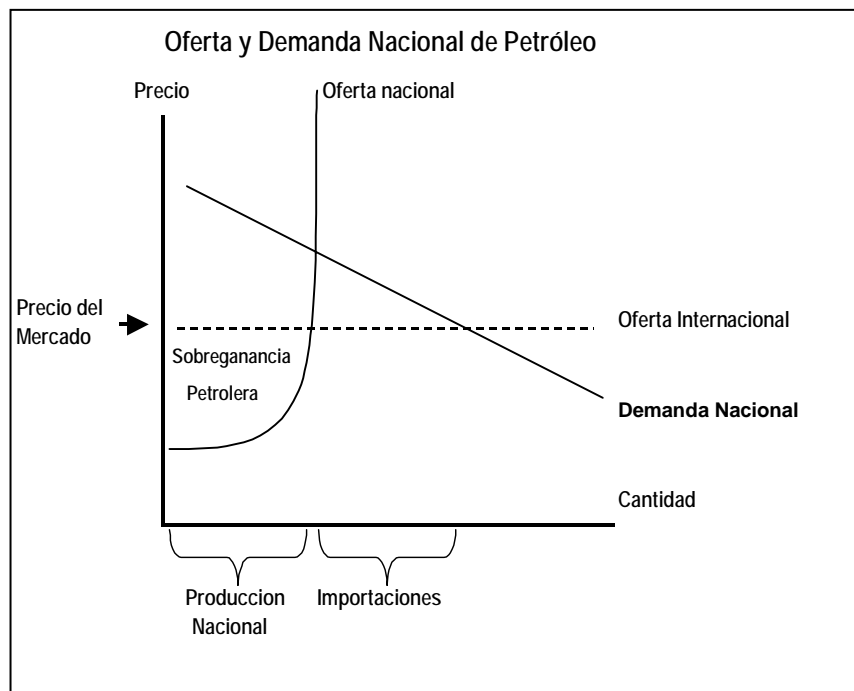 Oferta y Demanda Nacional de Petróleo
Precio
Oferta nacional
Precio del
Mercado
Oferta Internacional
Sobreganancia
Petrolera
Demanda Nacional
Cantidad
Produccion
Nacional
Importaciones